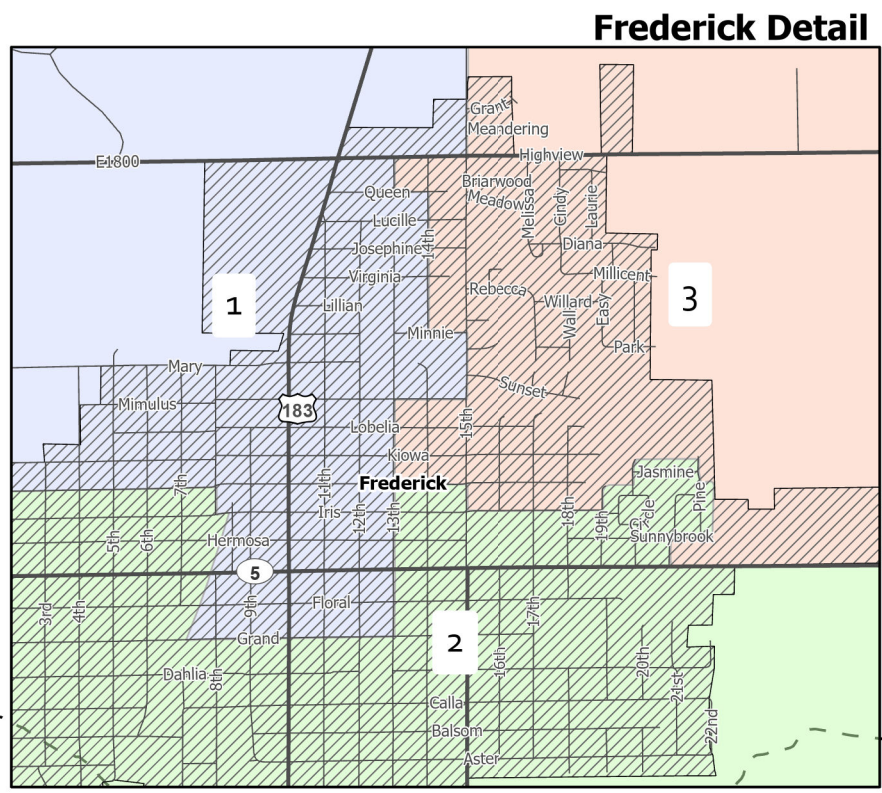 Frederick Detail
Grant
Meandering
Highview
E1800
Briarwood
Queen
Meadow
Melissa
Cindy
Laurie
Lucille
14th
Josephine
Diana
Virginia
Millicent
Rebecca
1
3
Lillian
Willard
Easy
Wallis
Minnie
Park
Mary
Sunset
Mimulus
183
15th
Lobelia
Kiowa
Jasmine
Frederick
7th
11th
Pine
Iris
12th
13th
18th
19th
Circle
5th
6th
Hermosa
Sunnybrook
5
3rd
4th
9th
Floral
17th
Grand
2
16th
20th
Dahlia
8th
21st
Calla
22nd
Balsom
Aster